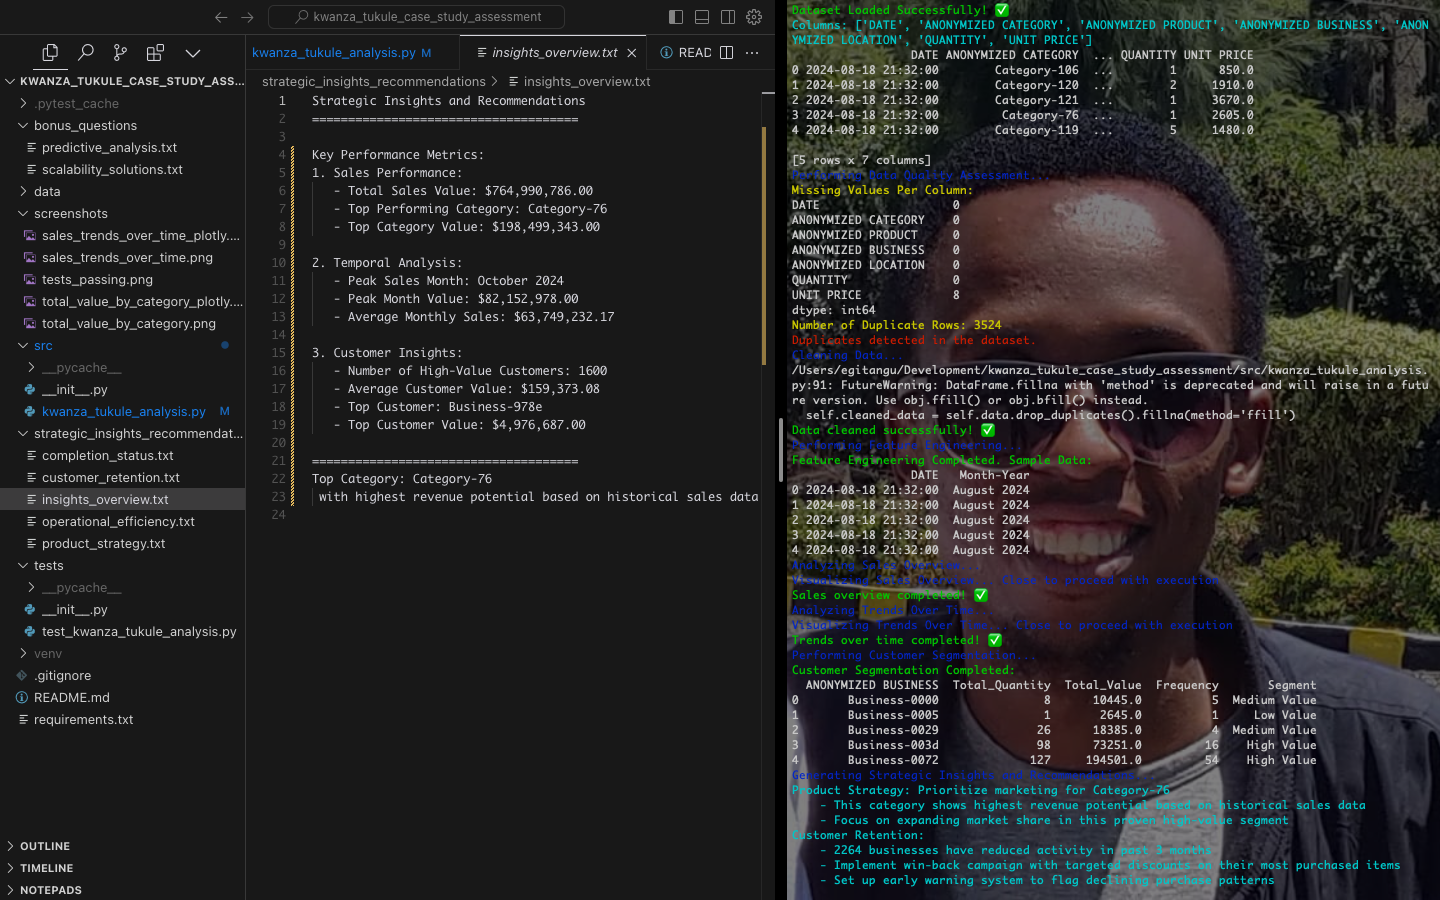 kwanza_tukule_case_study_assessment
KWANZA_TUKULE_CASE_STUDY_ASS...
.pytest_cache
bonus_questions
predictive_analysis.txt
scalability_solutions.txt
data
screenshots
sales_trends_over_time_plotly....
sales_trends_over_time.png
tests_passing.png
total_value_by_category_plotly....
total_value_by_category.png
src
__pycache__
__init__.py
kwanza_tukule_analysis.py M
strategic_insights_recommendat...
completion_status.txt
customer_retention.txt
insights_overview.txt
operational_efficiency.txt
product_strategy.txt
tests
__pycache__
__init__.py
test_kwanza_tukule_analysis.py
venv
.gitignore
README.md
requirements.txt
OUTLINE
TIMELINE
NOTEPADS
kwanza_tukule_analysis.py M insights_overview.txt READ
strategic_insights_recommendations > insights_overview.txt
1 Strategic Insights and Recommendations
2 =====================================
3
4 Key Performance Metrics:
5 1. Sales Performance:
6 - Total Sales Value: $764,990,786.00
7 - Top Performing Category: Category-76
8 - Top Category Value: $198,499,343.00
9
10 2. Temporal Analysis:
11 - Peak Sales Month: October 2024
12 - Peak Month Value: $82,152,978.00
13 - Average Monthly Sales: $63,749,232.17
14
15 3. Customer Insights:
16 - Number of High-Value Customers: 1600
17 - Average Customer Value: $159,373.08
18 - Top Customer: Business-978e
19 - Top Customer Value: $4,976,687.00
20
21 =====================================
22 Top Category: Category-76
23 with highest revenue potential based on historical sales data
24
Dataset Loaded Successfully! ✅
Columns: ['DATE', 'ANONYMIZED CATEGORY', 'ANONYMIZED PRODUCT', 'ANONYMIZED BUSINESS', 'ANON
YMIZED LOCATION', 'QUANTITY', 'UNIT PRICE']
DATE ANONYMIZED CATEGORY ... QUANTITY UNIT PRICE
0 2024-08-18 21:32:00 Category-106 ... 1 850.0
1 2024-08-18 21:32:00 Category-120 ... 2 1910.0
2 2024-08-18 21:32:00 Category-121 ... 1 3670.0
3 2024-08-18 21:32:00 Category-76 ... 1 2605.0
4 2024-08-18 21:32:00 Category-119 ... 5 1480.0
[5 rows x 7 columns]
Performing Data Quality Assessment...
Missing Values Per Column:
DATE 0
ANONYMIZED CATEGORY 0
ANONYMIZED PRODUCT 0
ANONYMIZED BUSINESS 0
ANONYMIZED LOCATION 0
QUANTITY 0
UNIT PRICE 8
dtype: int64
Number of Duplicate Rows: 3524
Duplicates detected in the dataset.
Cleaning Data...
/Users/egitangu/Development/kwanza_tukule_case_study_assessment/src/kwanza_tukule_analysis.
py:91: FutureWarning: DataFrame.fillna with 'method' is deprecated and will raise in a futu
re version. Use obj.ffill() or obj.bfill() instead.
self.cleaned_data = self.data.drop_duplicates().fillna(method='ffill')
Data cleaned successfully! ✅
Performing Feature Engineering...
Feature Engineering Completed. Sample Data:
DATE Month-Year
0 2024-08-18 21:32:00 August 2024
1 2024-08-18 21:32:00 August 2024
2 2024-08-18 21:32:00 August 2024
3 2024-08-18 21:32:00 August 2024
4 2024-08-18 21:32:00 August 2024
Analyzing Sales Overview...
Visualizing Sales Overview... Close to proceed with execution
Sales overview completed! ✅
Analyzing Trends Over Time...
Visualizing Trends Over Time... Close to proceed with execution
Trends over time completed! ✅
Performing Customer Segmentation...
Customer Segmentation Completed:
ANONYMIZED BUSINESS Total_Quantity Total_Value Frequency Segment
0 Business-0000 8 10445.0 5 Medium Value
1 Business-0005 1 2645.0 1 Low Value
2 Business-0029 26 18385.0 4 Medium Value
3 Business-003d 98 73251.0 16 High Value
4 Business-0072 127 194501.0 54 High Value
Generating Strategic Insights and Recommendations...
Product Strategy: Prioritize marketing for Category-76
- This category shows highest revenue potential based on historical sales data
- Focus on expanding market share in this proven high-value segment
Customer Retention:
- 2264 businesses have reduced activity in past 3 months
- Implement win-back campaign with targeted discounts on their most purchased items
- Set up early warning system to flag declining purchase patterns